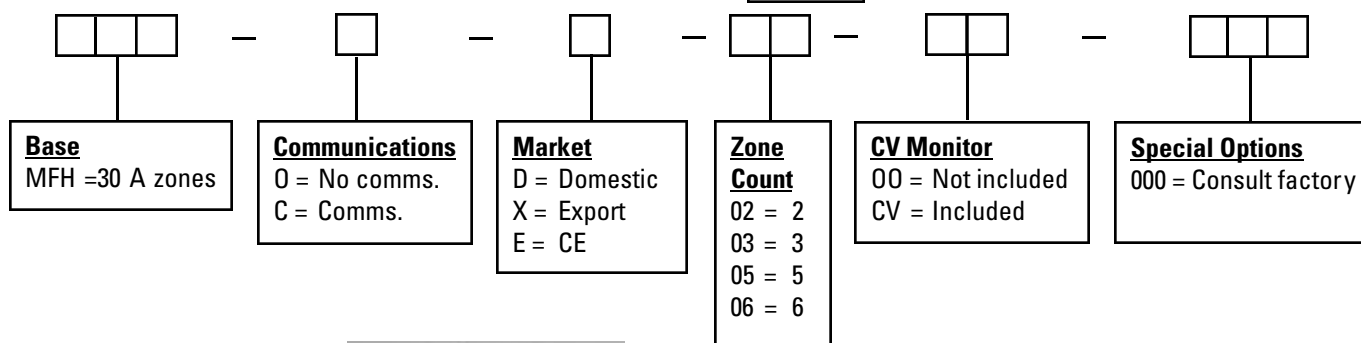 Base
MFH =30 A zones
Communications
O = No comms.
C = Comms.
Market
D = Domestic
X = Export
E = CE
Zone
Count
02 = 2
03 = 3
05 = 5
06 = 6
CV Monitor
OO = Not included
CV = Included
Special Options
000 = Consult factory